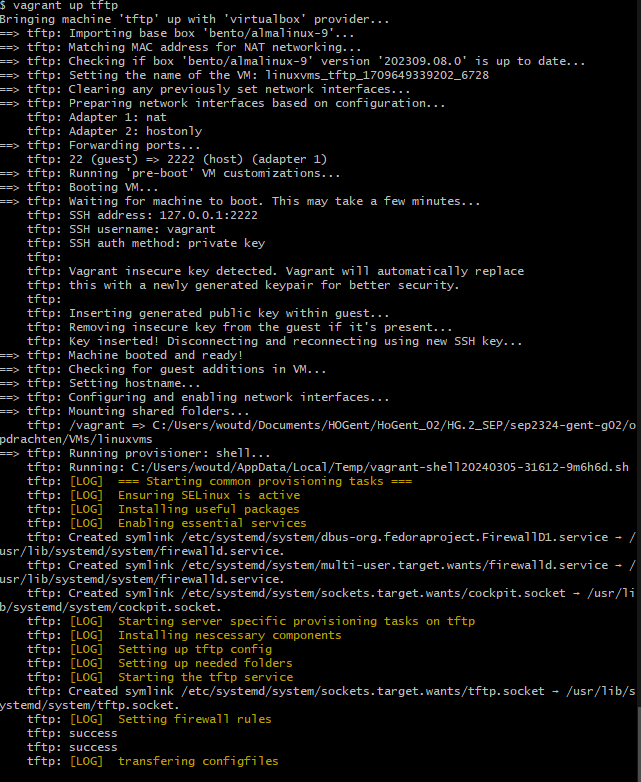 $ vagrant up tftp
Bringing machine 'tftp' up with 'virtualbox' provider...
==> tftp: Importing base box 'bento/almalinux-9'...
==> tftp: Matching MAC address for NAT networking...
==> tftp: Checking if box 'bento/almalinux-9' version '202309.08.0' is up to date...
==> tftp: Setting the name of the VM: linuxvms_tftp_1709649339202_6728
==> tftp: Clearing any previously set network interfaces...
==> tftp: Preparing network interfaces based on configuration...
    tftp: Adapter 1: nat
    tftp: Adapter 2: hostonly
==> tftp: Forwarding ports...
    tftp: 22 (guest) => 2222 (host) (adapter 1)
==> tftp: Running 'pre-boot' VM customizations...
==> tftp: Booting VM...
==> tftp: Waiting for machine to boot. This may take a few minutes...
    tftp: SSH address: 127.0.0.1:2222
    tftp: SSH username: vagrant
    tftp: SSH auth method: private key
    tftp:
    tftp: Vagrant insecure key detected. Vagrant will automatically replace
    tftp: this with a newly generated keypair for better security.
    tftp:
    tftp: Inserting generated public key within guest...
    tftp: Removing insecure key from the guest if it's present...
    tftp: Key inserted! Disconnecting and reconnecting using new SSH key...
==> tftp: Machine booted and ready!
==> tftp: Checking for guest additions in VM...
==> tftp: Setting hostname...
==> tftp: Configuring and enabling network interfaces...
==> tftp: Mounting shared folders...
    tftp: /vagrant => C:/Users/woutd/Documents/HOGent/HoGent_02/HG.2_SEP/sep2324-gent-g02/o
pdrachten/VMs/linuxvms
==> tftp: Running provisioner: shell...
    tftp: Running: C:/Users/woutd/AppData/Local/Temp/vagrant-shell20240305-31612-9m6h6d.sh
    tftp: [LOG]  === Starting common provisioning tasks ===
    tftp: [LOG]  Ensuring SELinux is active
    tftp: [LOG]  Installing useful packages
    tftp: [LOG]  Enabling essential services
    tftp: Created symlink /etc/systemd/system/dbus-org.fedoraproject.FirewallD1.service → /
usr/lib/systemd/system/firewalld.service.
    tftp: Created symlink /etc/systemd/system/multi-user.target.wants/firewalld.service → /
usr/lib/systemd/system/firewalld.service.
    tftp: Created symlink /etc/systemd/system/sockets.target.wants/cockpit.socket → /usr/li
b/systemd/system/cockpit.socket.
    tftp: [LOG]  Starting server specific provisioning tasks on tftp
    tftp: [LOG]  Installing nescessary components
    tftp: [LOG]  Setting up tftp config
    tftp: [LOG]  Setting up needed folders
    tftp: [LOG]  Starting the tftp service
    tftp: Created symlink /etc/systemd/system/sockets.target.wants/tftp.socket → /usr/lib/s
ystemd/system/tftp.socket.
    tftp: [LOG]  Setting firewall rules
    tftp: success
    tftp: success
    tftp: [LOG]  transfering configfiles